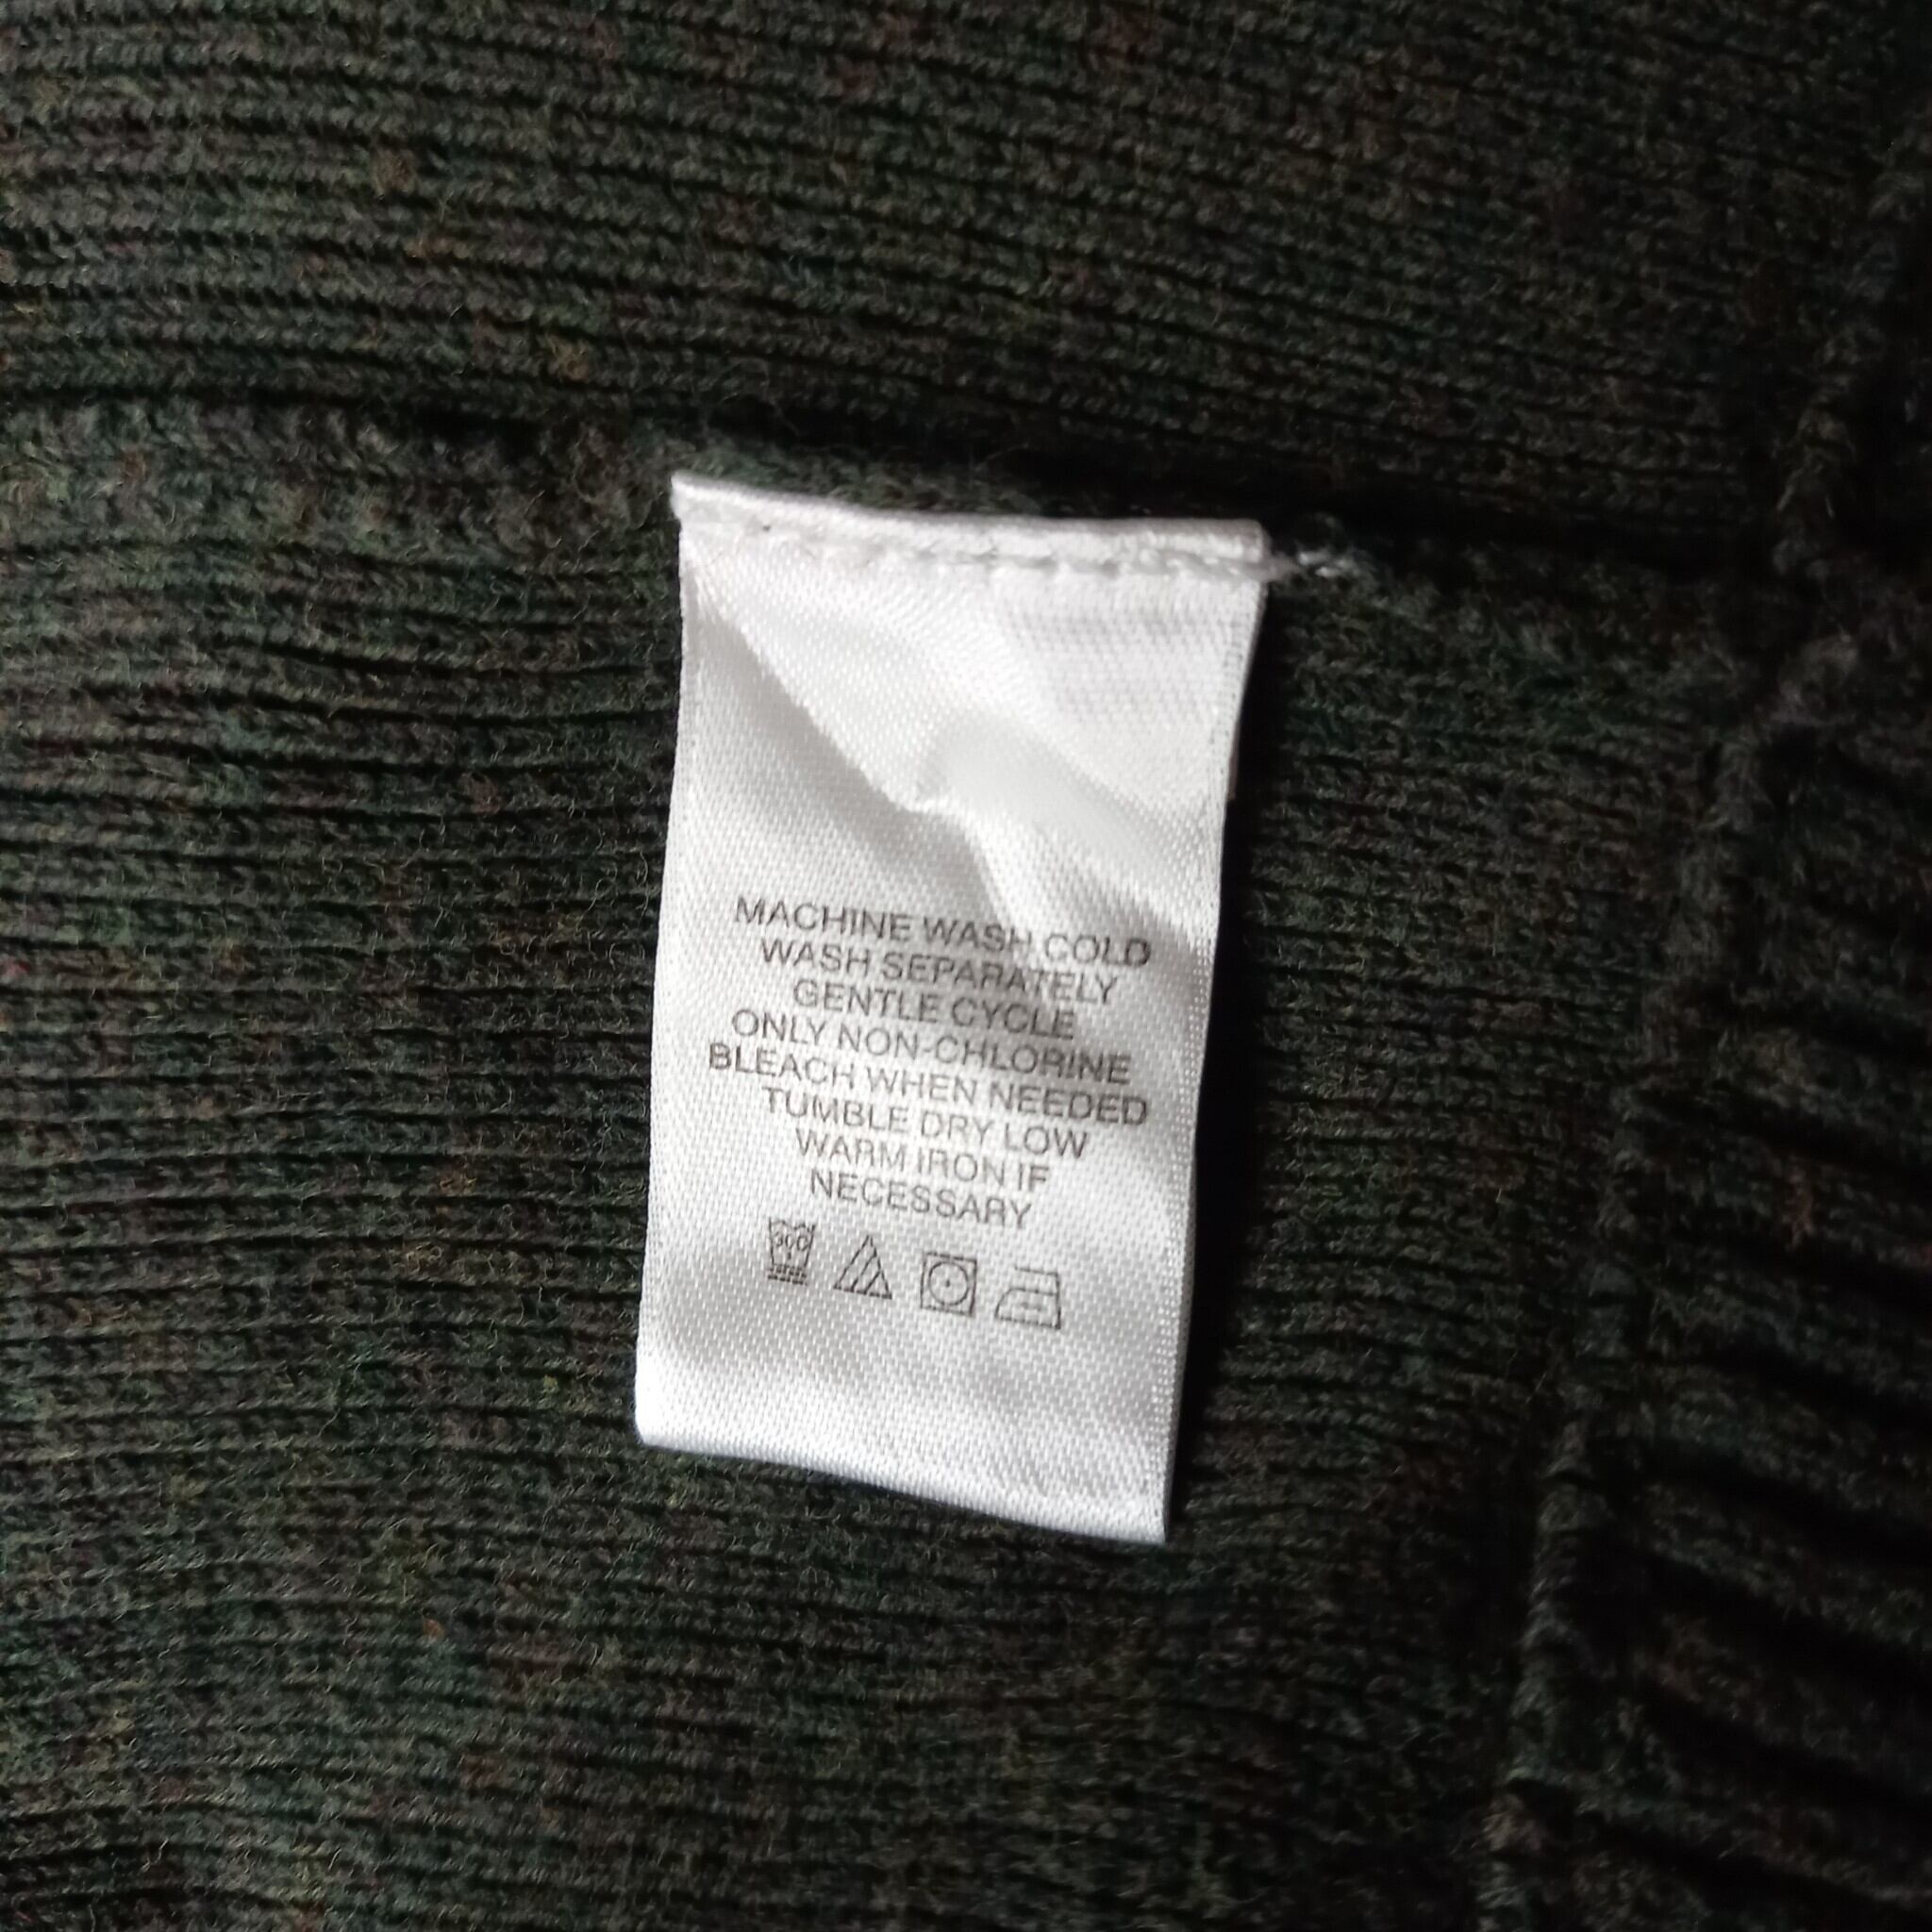 MACHINE WASH COLD
WASH SEPARATELY
GENTLE CYCLE
ONLY NON-CHLORINE
BLEACH WHEN NEEDED
TUMBLE DRY LOW
WARM IRON IF
NECESSARY